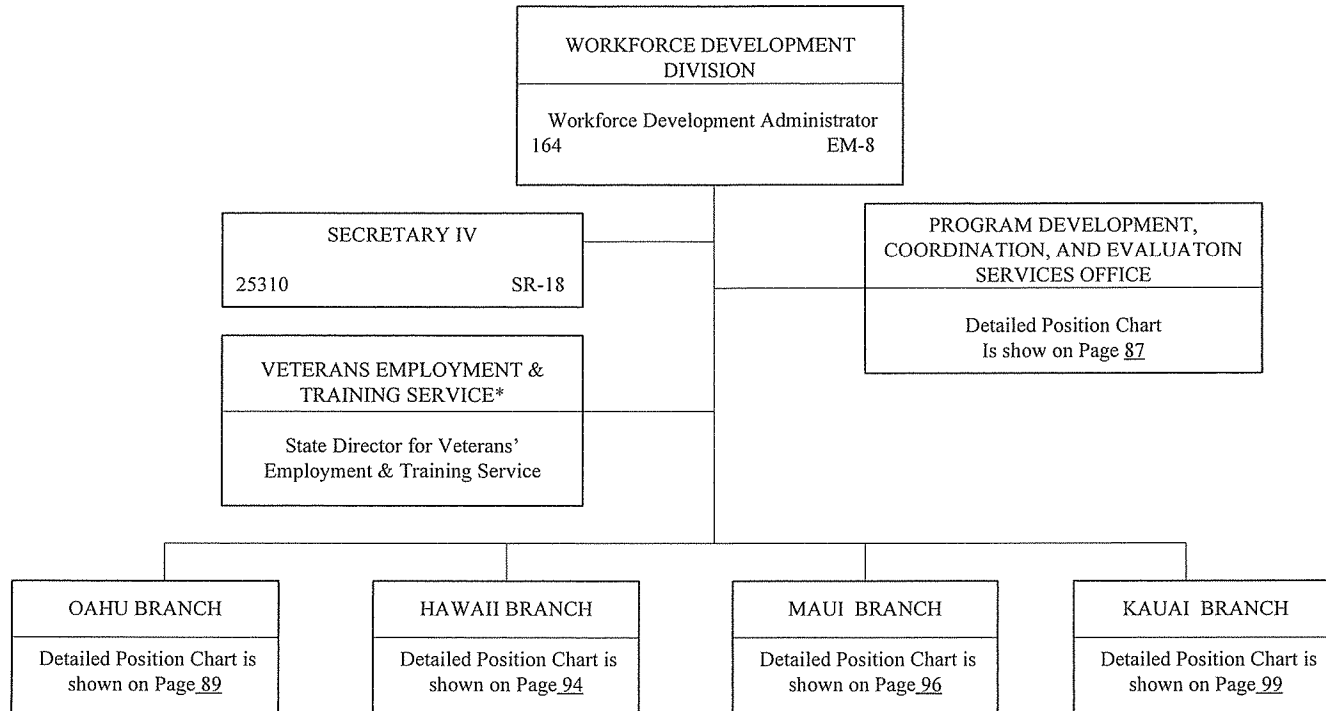 WORKFORCE DEVELOPMENT
DIVISION
Workforce Development Administrator
164 EM-8
SECRETARY IV
25310 SR-18
PROGRAM DEVELOPMENT,
COORDINATION, AND EVALUATOIN
SERVICES OFFICE
Detailed Position Chart
Is show on Page 87
VETERANS EMPLOYMENT &
TRAINING SERVICE*
State Director for Veterans’
Employment & Training Service
OAHU BRANCH
Detailed Position Chart is
shown on Page 89
HAWAII BRANCH
Detailed Position Chart is
shown on Page 94
MAUI BRANCH
Detailed Position Chart is
shown on Page 96
KAUAI BRANCH
Detailed Position Chart is
shown on Page 99